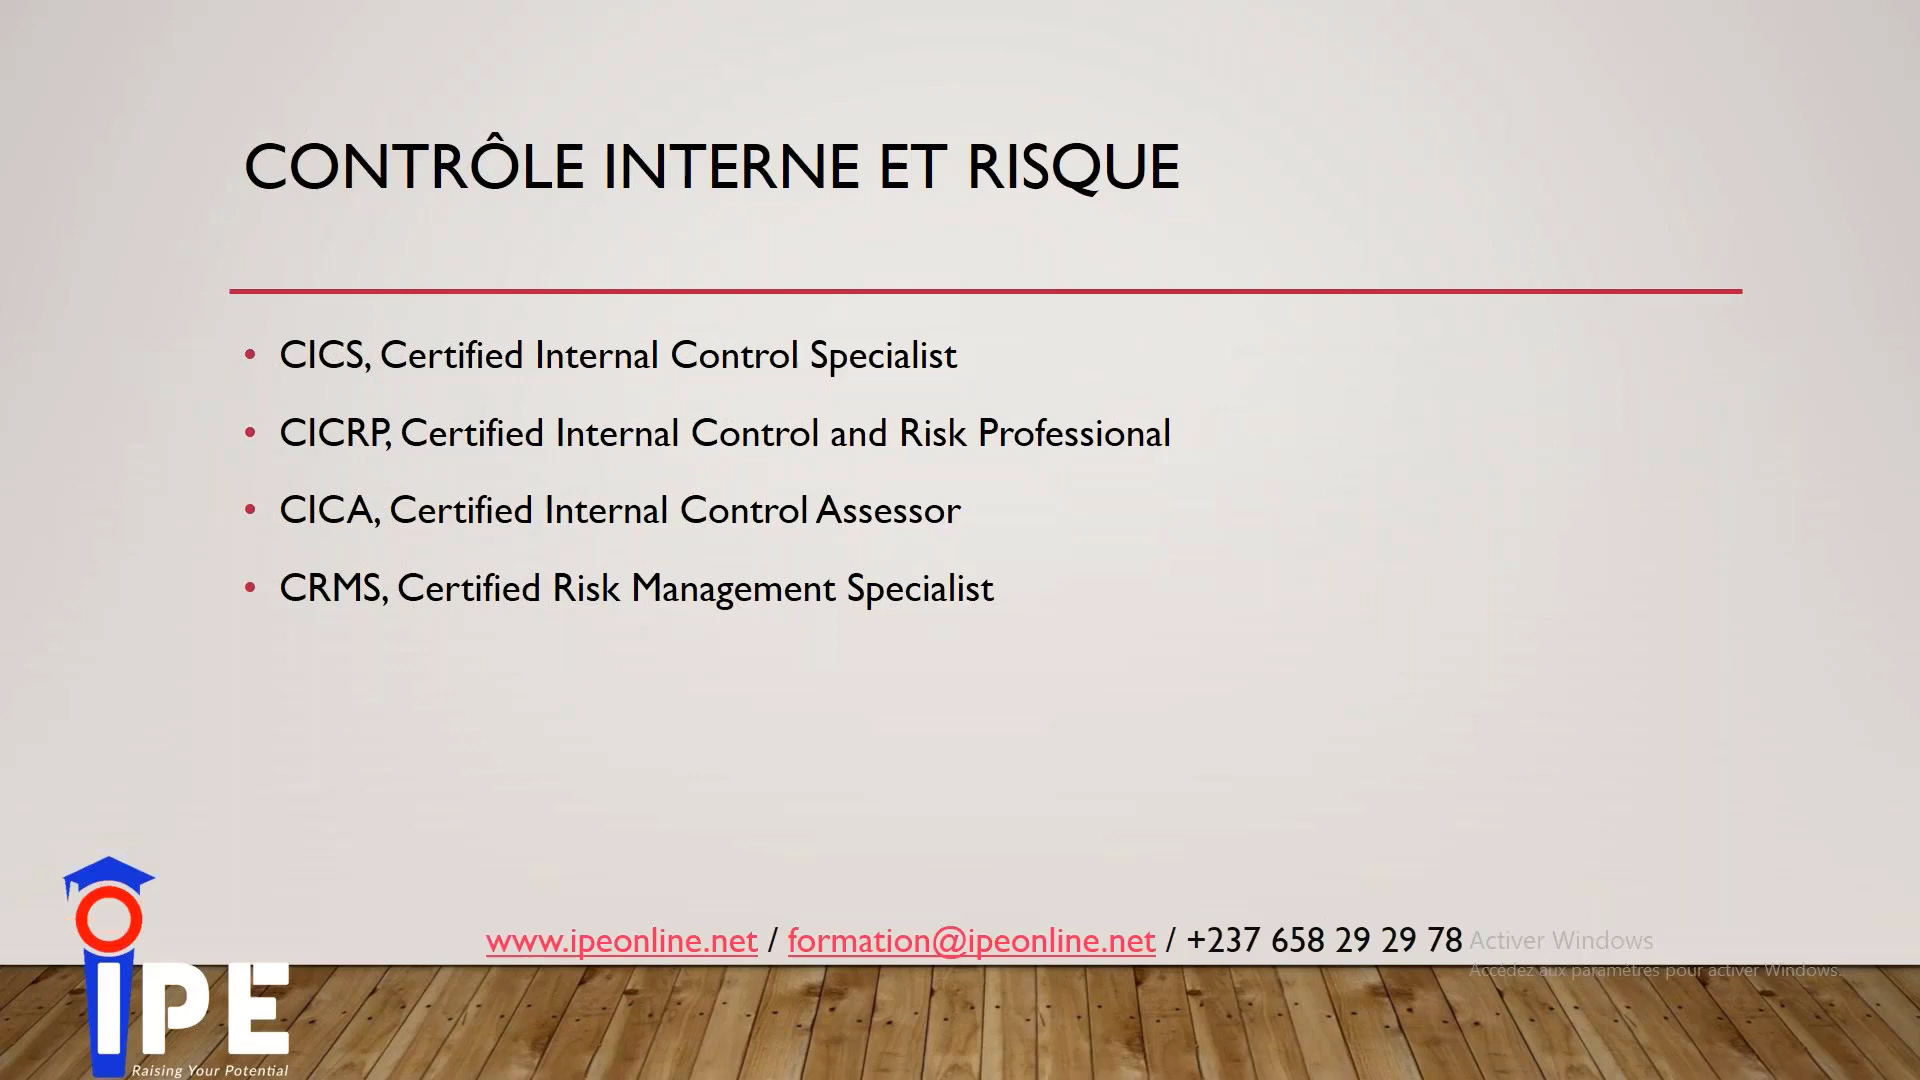 CONTRÔLE INTERNE ET RISQUE
• CICS, Certified Internal Control Specialist
• CICRP, Certified Internal Control and Risk Professional
• CICA, Certified Internal Control Assessor
• CRMS, Certified Risk Management Specialist
www.ipeonline.net / formation@ipeonline.net / +237 658 29 29 78
Activer Windows
Accédez aux paramètres pour activer Windows.
iPE
Raising Your Potential